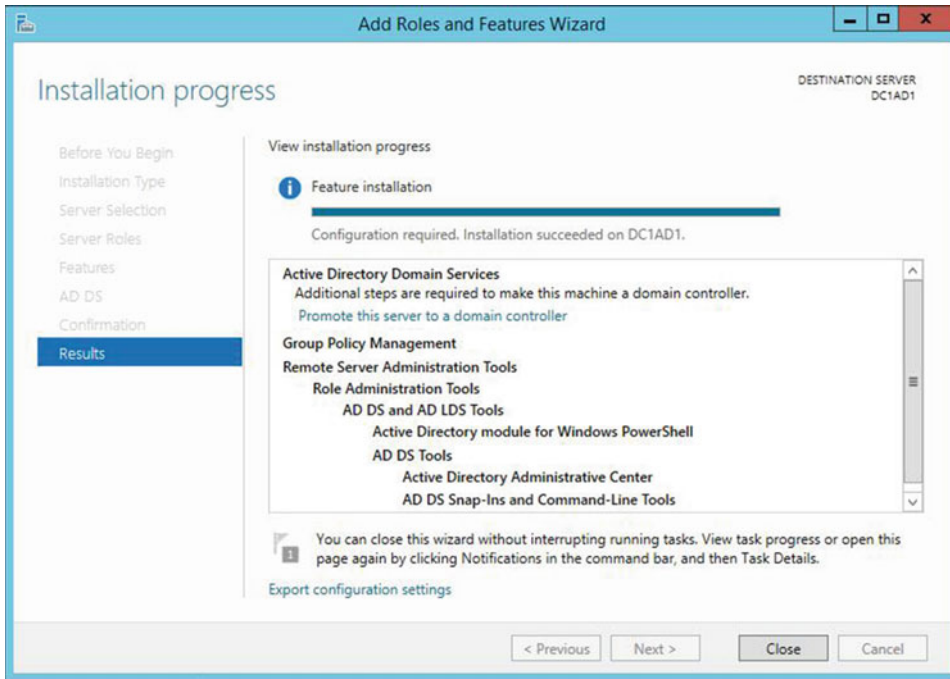 Add Roles and Features Wizard
Installation progress
DESTINATION SERVER
DC1AD1
Before You Begin
Installation Type
Server Selection
Server Roles
Features
AD DS
Confirmation
Results
View installation progress
Feature installation
Configuration required. Installation succeeded on DC1AD1.
Active Directory Domain Services
Additional steps are required to make this machine a domain controller.
Promote this server to a domain controller
Group Policy Management
Remote Server Administration Tools
Role Administration Tools
AD DS and AD LDS Tools
Active Directory module for Windows PowerShell
AD DS Tools
Active Directory Administrative Center
AD DS Snap-Ins and Command-Line Tools
1
You can close this wizard without interrupting running tasks. View task progress or open this
page again by clicking Notifications in the command bar, and then Task Details.
Export configuration settings
< Previous
Next >
Close
Cancel